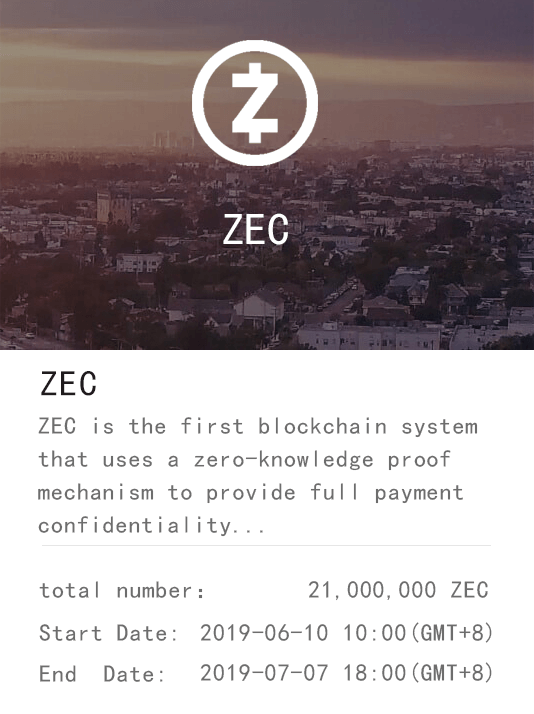 ZEC
ZEC
ZEC is the first blockchain system
that uses a zero-knowledge proof
mechanism to provide full payment
confidentiality...
total number: 21,000,000 ZEC
Start Date: 2019-06-10 10:00(GMT+8)
End Date: 2019-07-07 18:00(GMT+8)